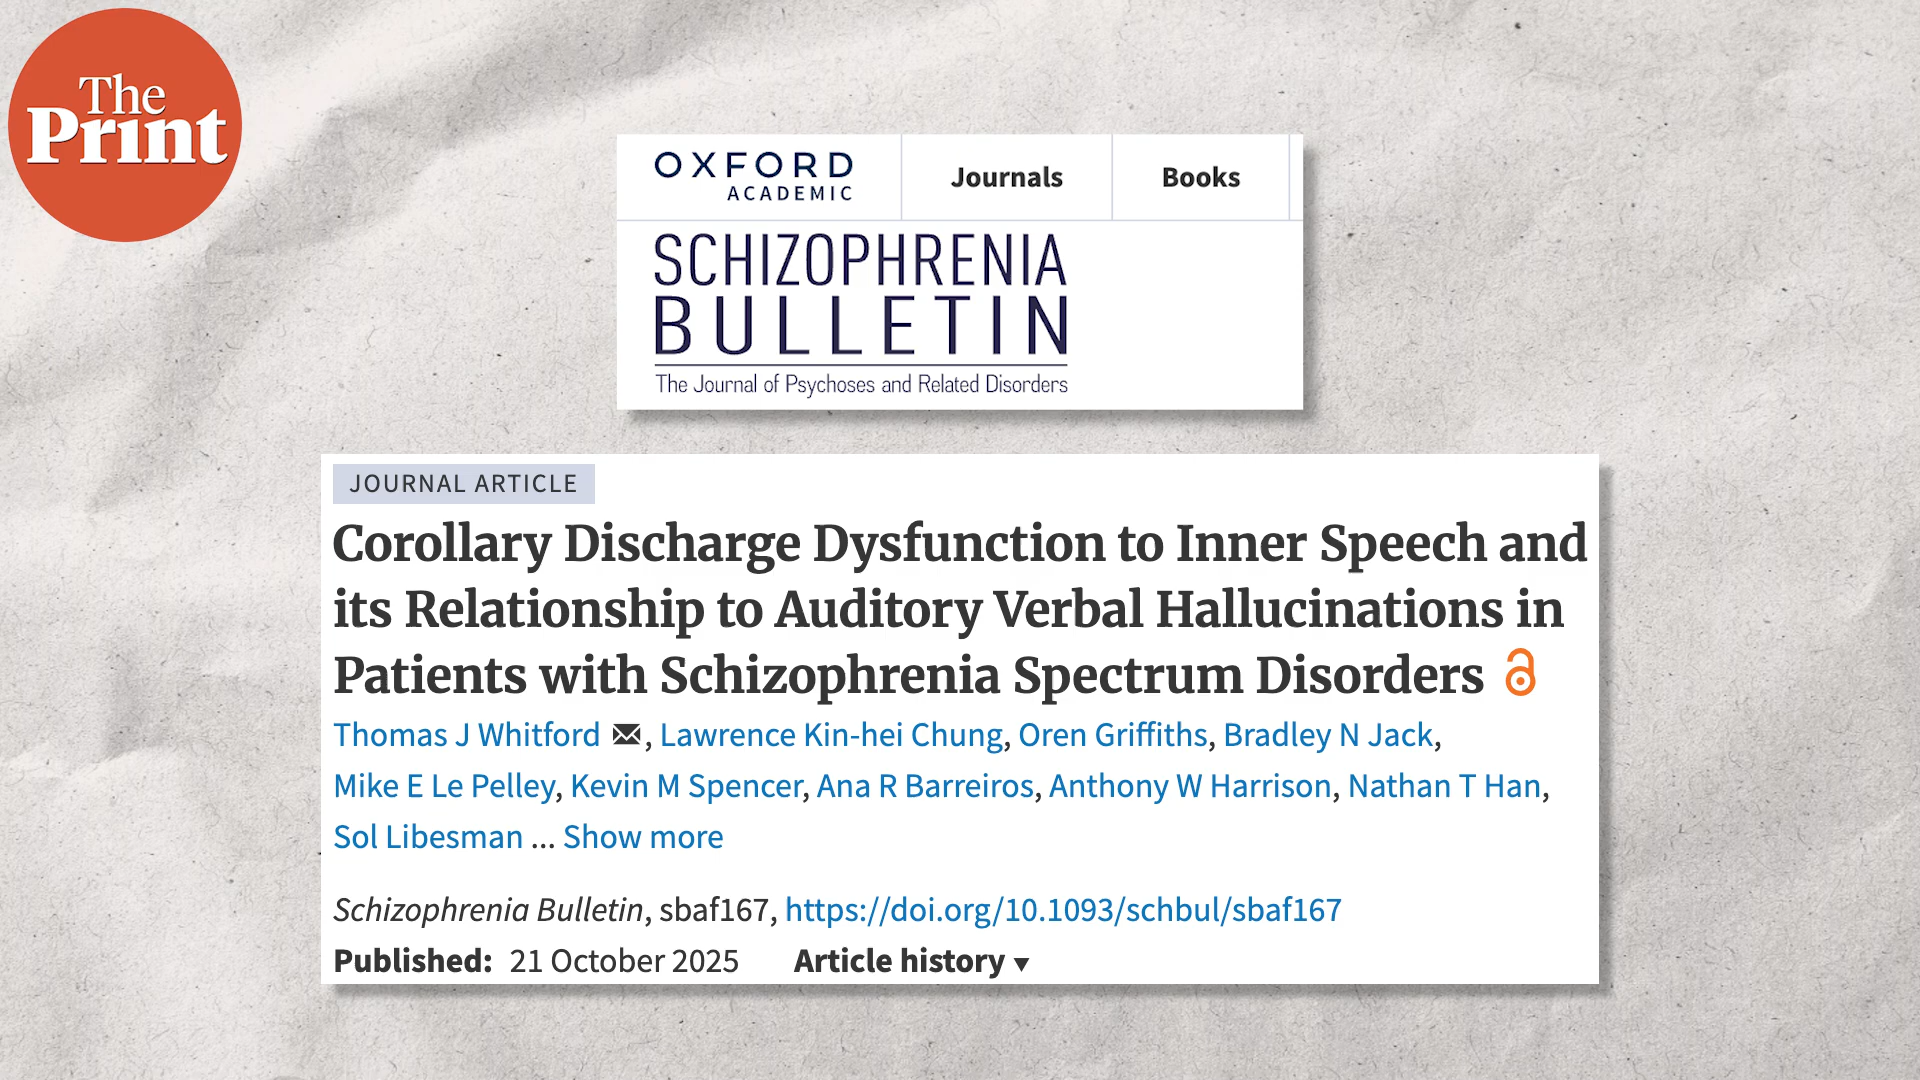 The
Print
OXFORD
ACADEMIC
Journals
Books
SCHIZOPHRENIA
BULLETIN
The Journal of Psychoses and Related Disorders
JOURNAL ARTICLE
Corollary Discharge Dysfunction to Inner Speech and
its Relationship to Auditory Verbal Hallucinations in
Patients with Schizophrenia Spectrum Disorders
Thomas J Whitford, Lawrence Kin-hei Chung, Oren Griffiths, Bradley N Jack,
Mike E Le Pelley, Kevin M Spencer, Ana R Barreiros, Anthony W Harrison, Nathan T Han,
Sol Libesman ... Show more
Schizophrenia Bulletin, sbaf167, https://doi.org/10.1093/schbul/sbaf167
Published: 21 October 2025 Article history ▾